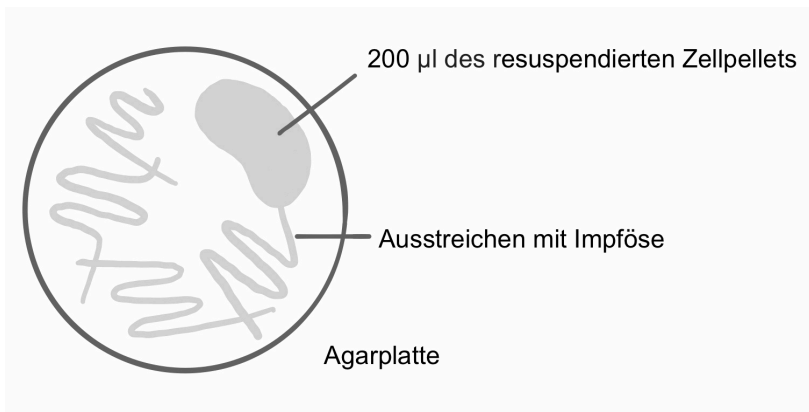 200 µl des resuspendierten Zellpellets
Ausstreichen mit Impföse
Agarplatte